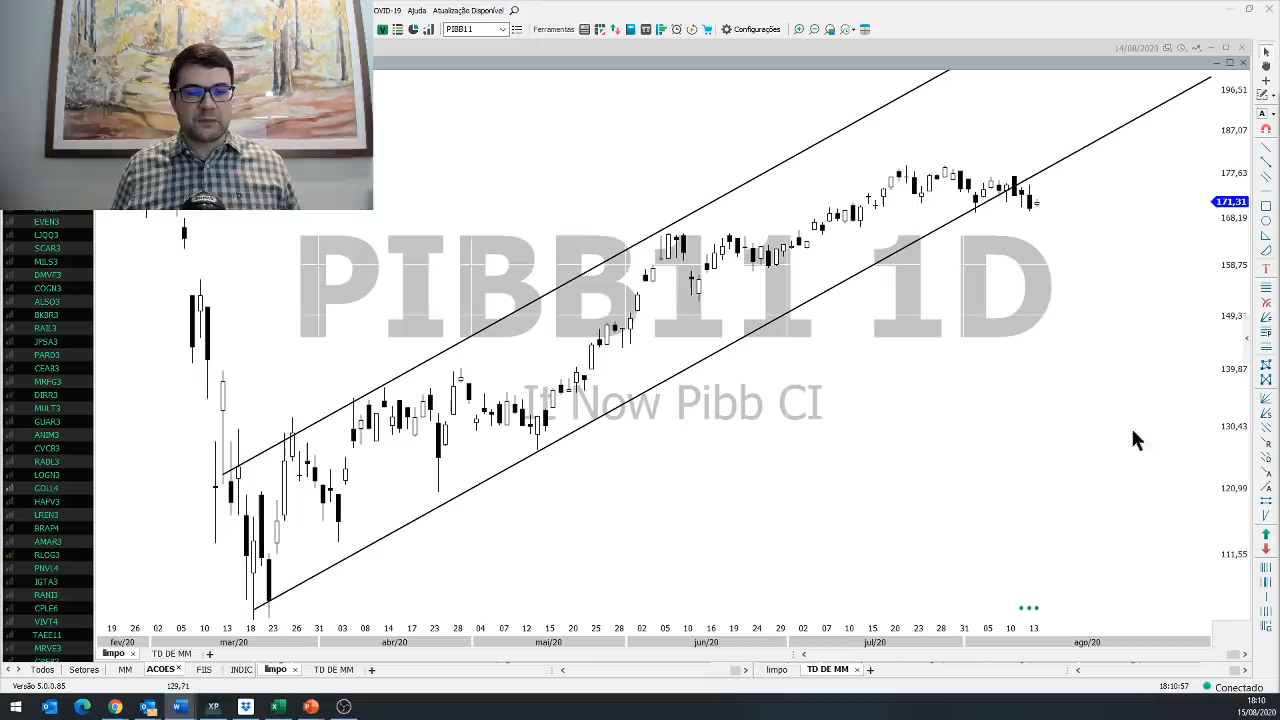 OVID-19 Ajuda Atualização Disponível
PIBB11 Ferramentas Configurações
14/08/2020
196,51
187,07
177,63
171,31
168,19
158,75
149,31
139,87
130,43
120,99
111,55
PIBB11 1D
It Now Pibb CI
EVEN3
LJQQ3
SCAR3
MILS3
DMVF3
COGN3
ALSO3
BKBR3
RAIL3
JPSA3
PARD3
CEAB3
MRFG3
DIRR3
MULT3
GUAR3
ANIM3
CVCB3
RADL3
LOGN3
GOLL4
HAPV3
LREN3
BRAP4
AMAR3
RLOG3
PNVL4
IGTA3
RANI3
CPLE6
VIVT4
TAEE11
MRVE3
19 26 02 05 10 13 18 23 26 31 03 08 14 17 23 28 04 07 12 15 20 25 28 02 05 10 16 19 24 29 02 07 10 15 20 23 28 31 05 10 13
fev/20 mar/20 abr/20 mai/20 jun/20 jul/20 ago/20
limpo TD DE MM
Todos Setores MM ACOES FIIS INDIC limpo TD DE MM limpo TD DE MM
Versão 5.0.0.85 129,71 18:10:57 Conectado
18:10
15/08/2020